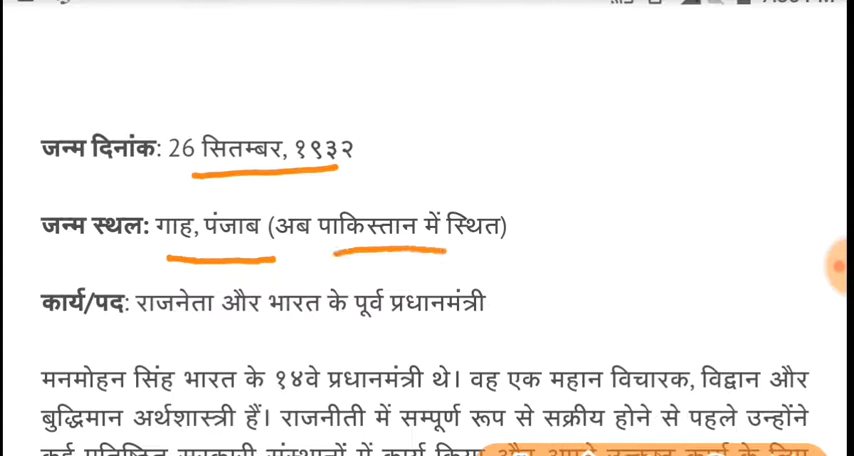 जन्म दिनांक: 26 सितम्बर, १९३२
जन्म स्थल: गाह, पंजाब (अब पाकिस्तान में स्थित)
कार्य/पद: राजनेता और भारत के पूर्व प्रधानमंत्री
मनमोहन सिंह भारत के १४वे प्रधानमंत्री थे। वह एक महान विचारक, विद्वान और
बुद्धिमान अर्थशास्त्री हैं। राजनीती में सम्पूर्ण रूप से सक्रीय होने से पहले उन्होंने